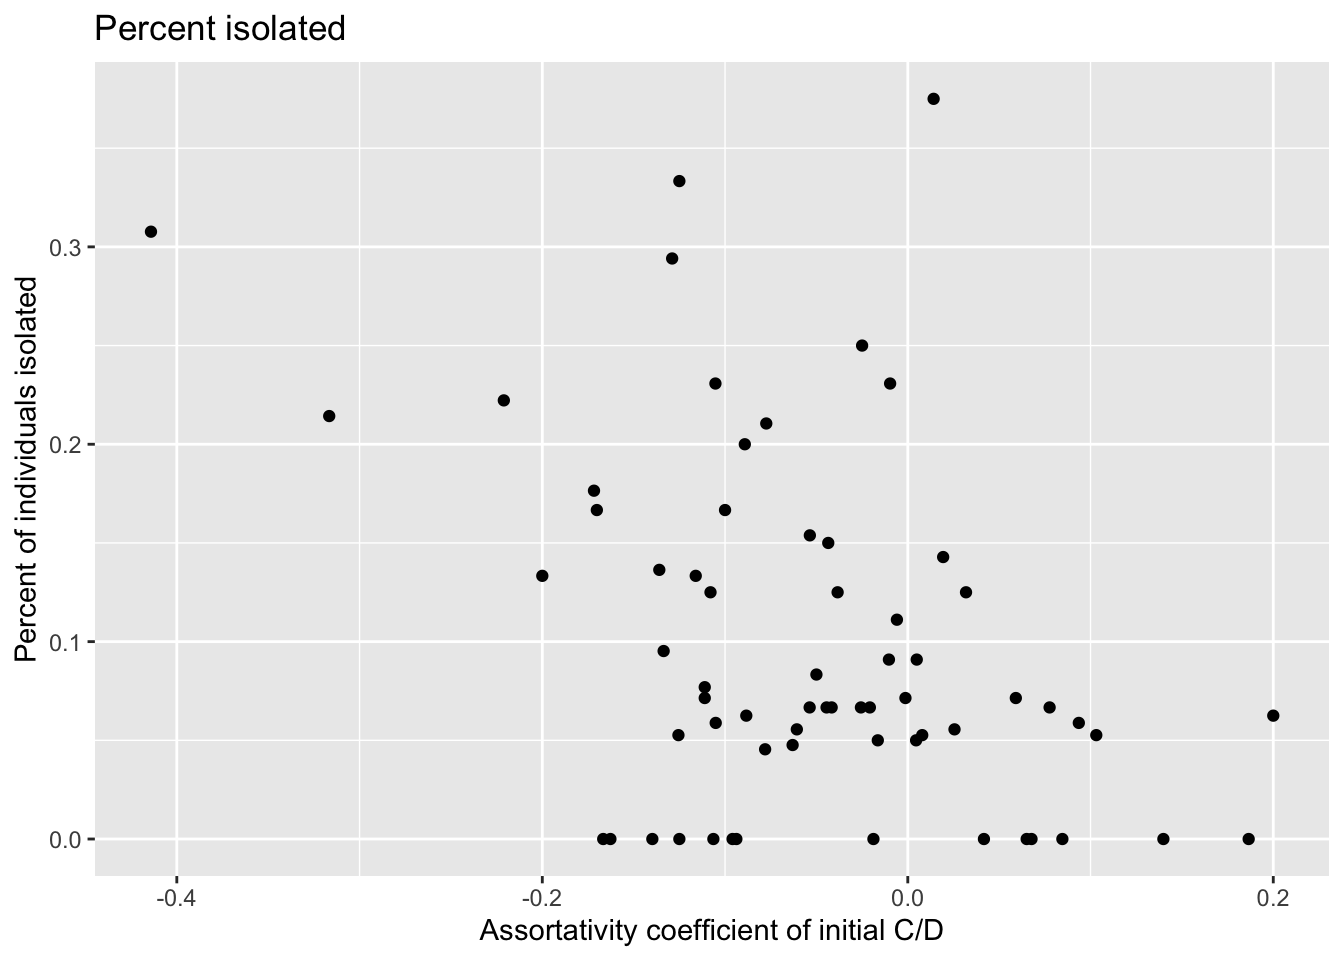 Percent isolated
Percent of individuals isolated
0.3
0.2
0.1
0.0
-0.4
-0.2
0.0
0.2
Assortativity coefficient of initial C/D